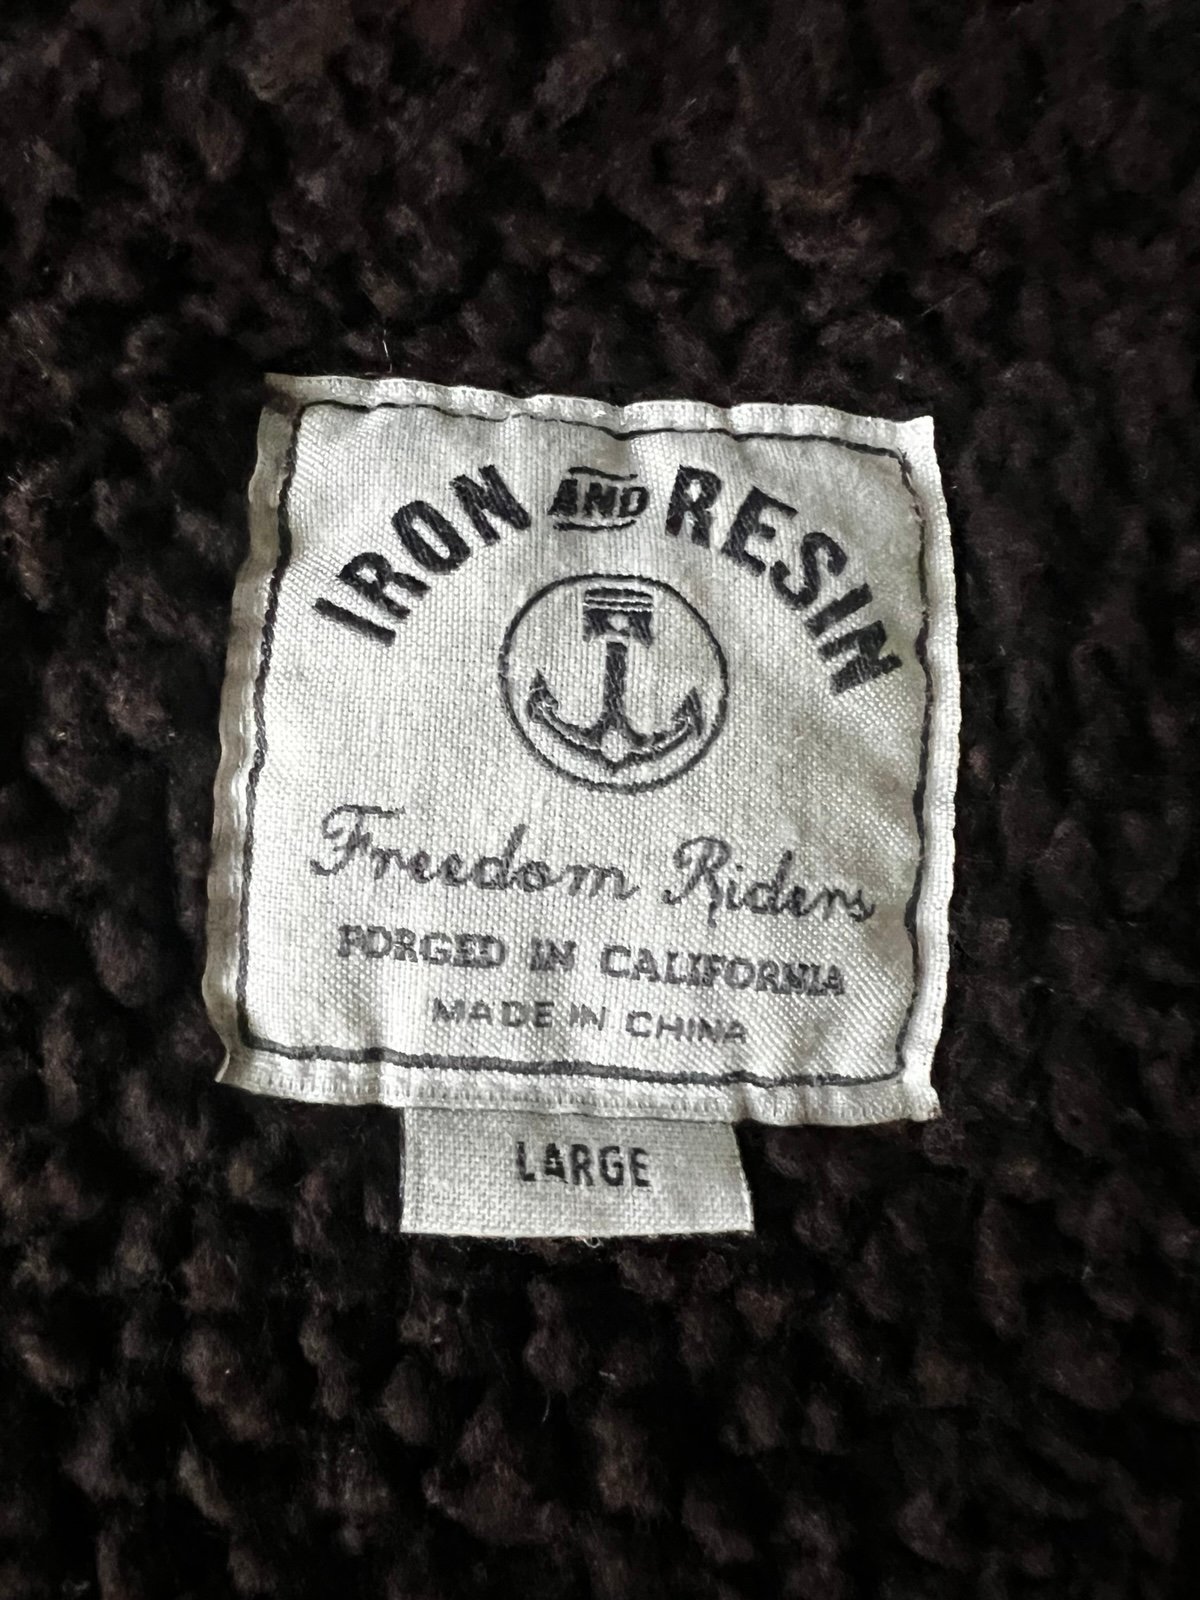 IRON AND RESIN
Freedom Riders
FORGED IN CALIFORNIA
MADE IN CHINA
LARGE